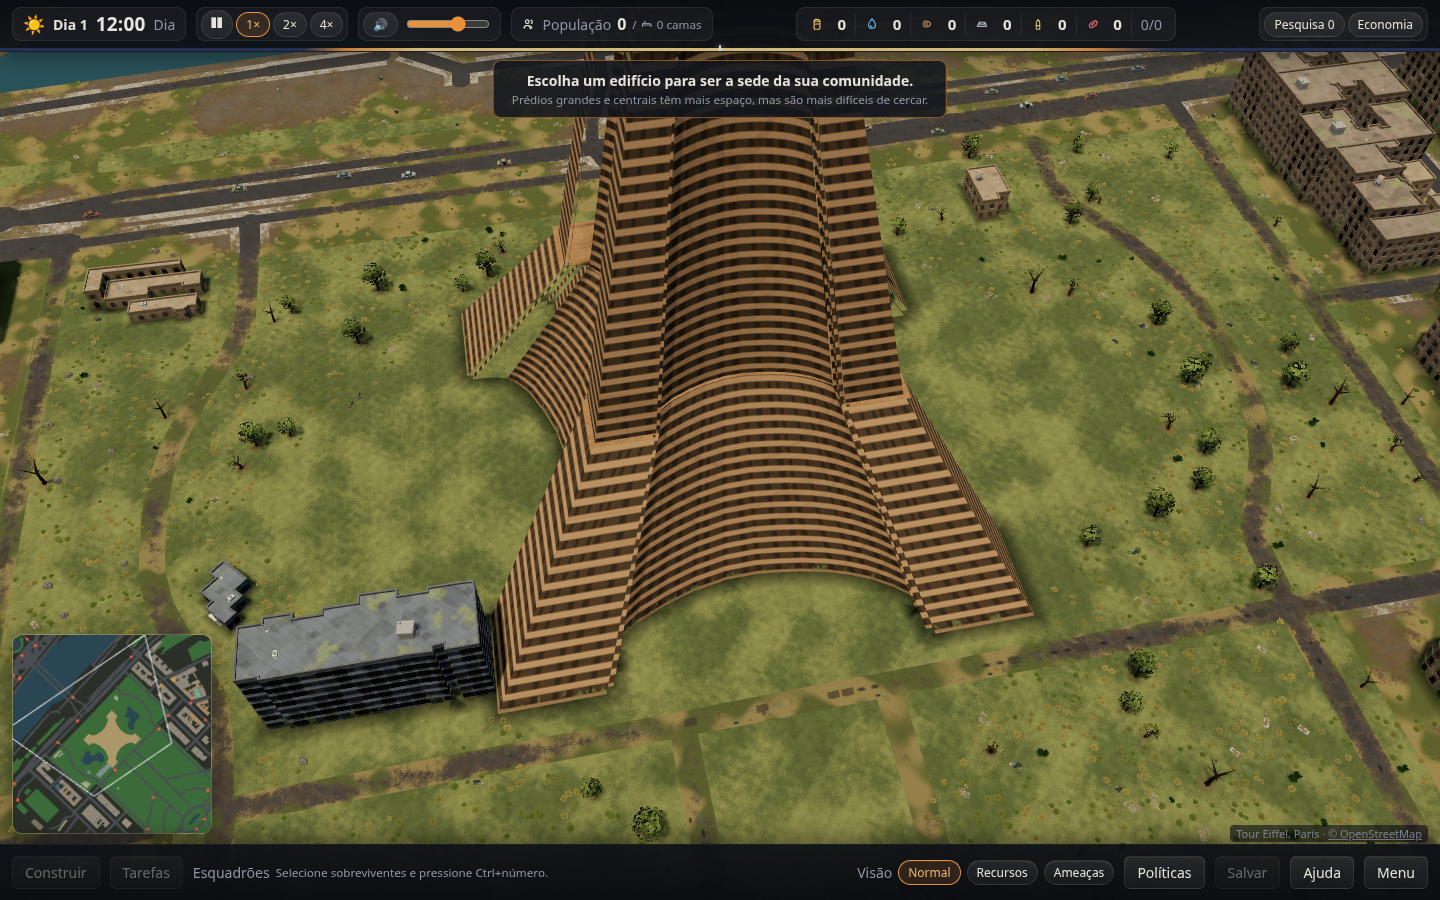 Dia 1 12:00 Dia
1× 2× 4×
População 0 / 0 camas
0 0 0 0 0 0 0/0
Pesquisa 0 Economia
Escolha um edifício para ser a sede da sua comunidade.
Prédios grandes e centrais têm mais espaço, mas são mais difíceis de cercar.
Tour Eiffel, Paris · © OpenStreetMap
Construir Tarefas Esquadrões Selecione sobreviventes e pressione Ctrl+número.
Visão Normal Recursos Ameaças Políticas Salvar Ajuda Menu